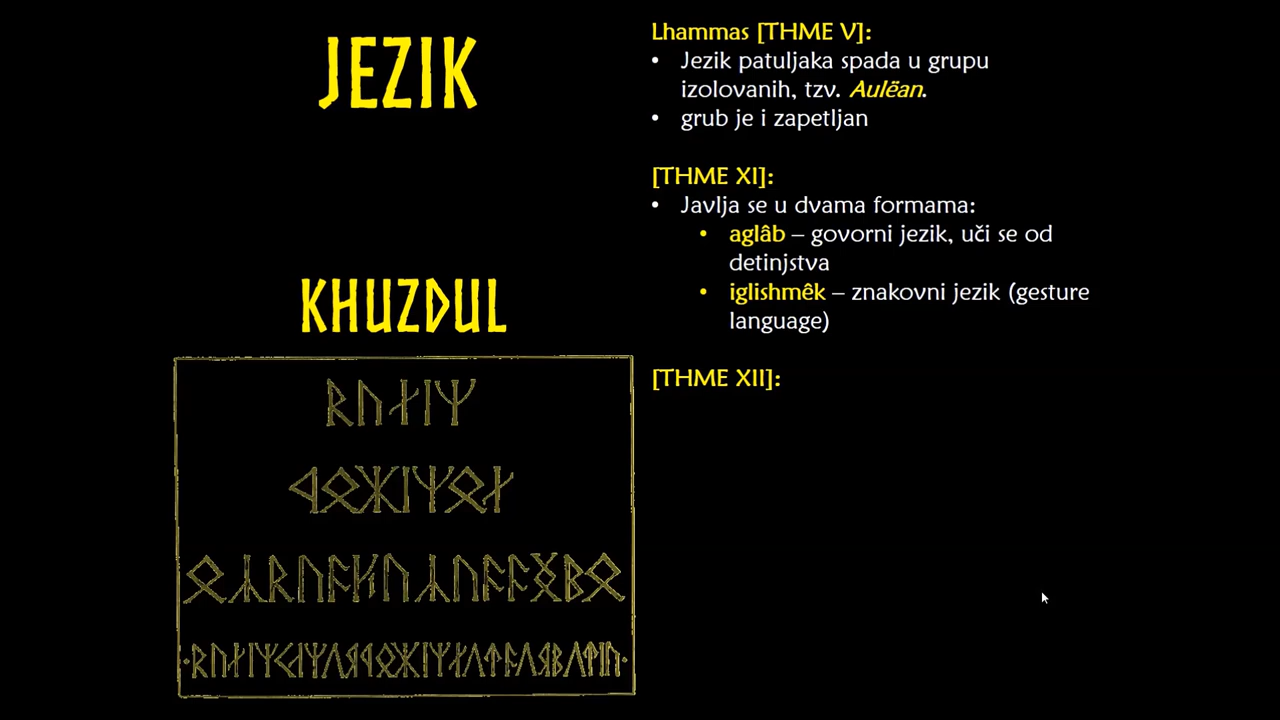 JEZIK
KHUZDUL
Lhammas [THME V]:
• Jezik patuljaka spada u grupu
izolovanih, tzv. Aulëan.
• grub je i zapetljan
[THME XI]:
• Javlja se u dvama formama:
• aglâb – govorni jezik, uči se od
detinjstva
• iglishmêk – znakovni jezik (gesture
language)
[THME XII]: